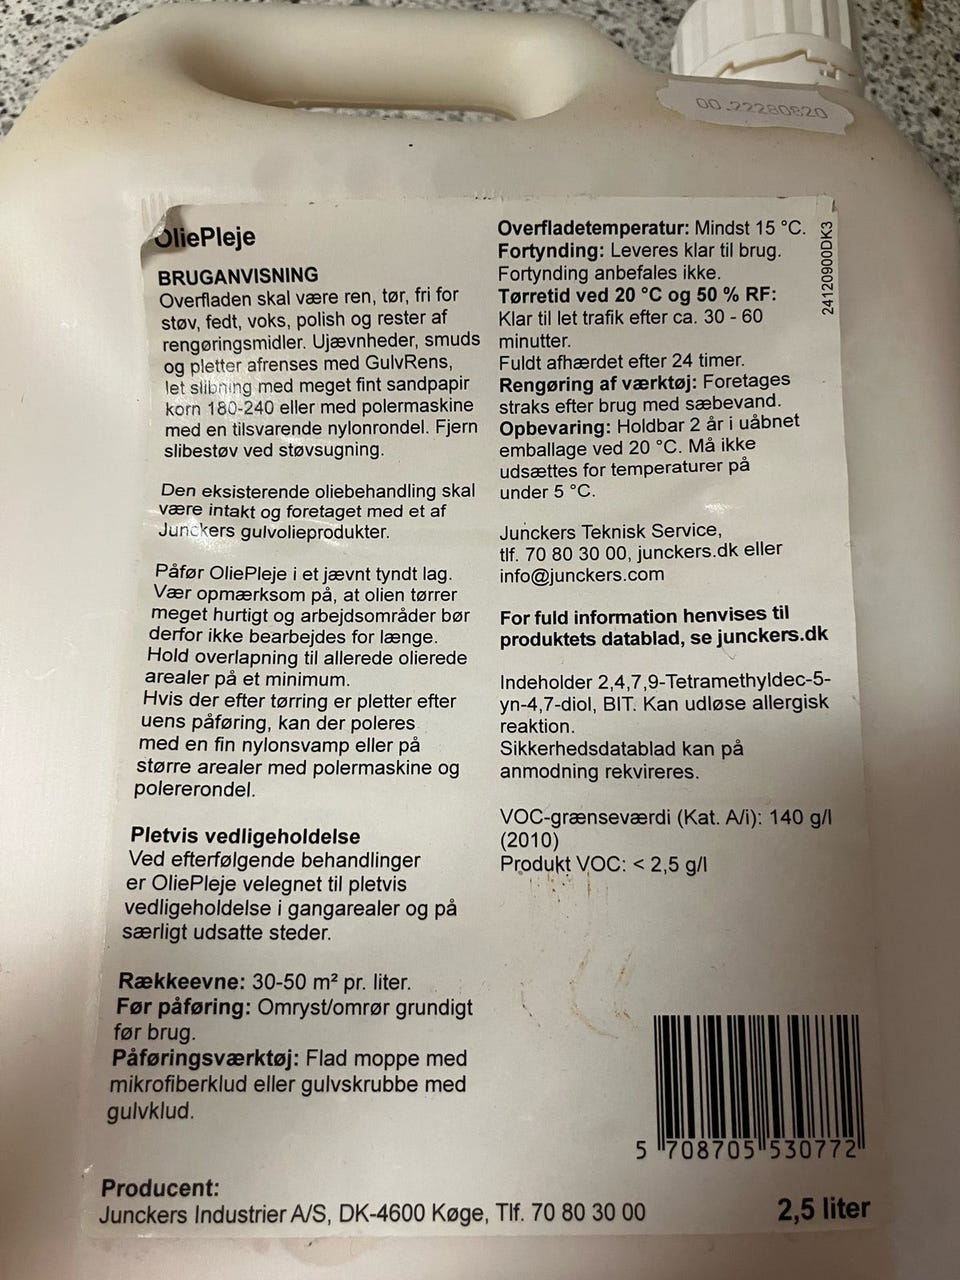 00.22280820
OliePleje
BRUGANVISNING
Overfladen skal være ren, tør, fri for
støv, fedt, voks, polish og rester af
rengøringsmidler. Ujævnheder, smuds
og pletter afrenses med GulvRens,
let slibning med meget fint sandpapir
korn 180-240 eller med polermaskine
med en tilsvarende nylonrondel. Fjern
slibestøv ved støvsugning.
Den eksisterende oliebehandling skal
være intakt og foretaget med et af
Junckers gulvolieprodukter.
Påfør OliePleje i et jævnt tyndt lag.
Vær opmærksom på, at olien tørrer
meget hurtigt og arbejdsområder bør
derfor ikke bearbejdes for længe.
Hold overlapning til allerede olierede
arealer på et minimum.
Hvis der efter tørring er pletter efter
uens påføring, kan der poleres
med en fin nylonsvamp eller på
større arealer med polermaskine og
polererondel.
Pletvis vedligeholdelse
Ved efterfølgende behandlinger
er OliePleje velegnet til pletvis
vedligeholdelse i gangarealer og på
særligt udsatte steder.
Rækkeevne: 30-50 m² pr. liter.
Før påføring: Omryst/omrør grundigt
før brug.
Påføringsværktøj: Flad moppe med
mikrofiberklud eller gulvskrubbe med
gulvklud.
Overfladetemperatur: Mindst 15 °C.
Fortynding: Leveres klar til brug.
Fortynding anbefales ikke.
Tørretid ved 20 °C og 50 % RF:
Klar til let trafik efter ca. 30 - 60
minutter.
Fuldt afhærdet efter 24 timer.
Rengøring af værktøj: Foretages
straks efter brug med sæbevand.
Opbevaring: Holdbar 2 år i uåbnet
emballage ved 20 °C. Må ikke
udsættes for temperaturer på
under 5 °C.
Junckers Teknisk Service,
tlf. 70 80 30 00, junckers.dk eller
info@junckers.com
For fuld information henvises til
produktets datablad, se junckers.dk
Indeholder 2,4,7,9-Tetramethyldec-5-
yn-4,7-diol, BIT. Kan udløse allergisk
reaktion.
Sikkerhedsdatablad kan på
anmodning rekvireres.
VOC-grænseværdi (Kat. A/i): 140 g/l
(2010)
Produkt VOC: < 2,5 g/l
24120900DK3
5 708705 530772
Producent:
Junckers Industrier A/S, DK-4600 Køge, Tlf. 70 80 30 00
2,5 liter